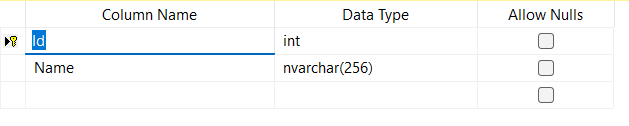 Column Name Data Type Allow Nulls
Id int
Name nvarchar(256)